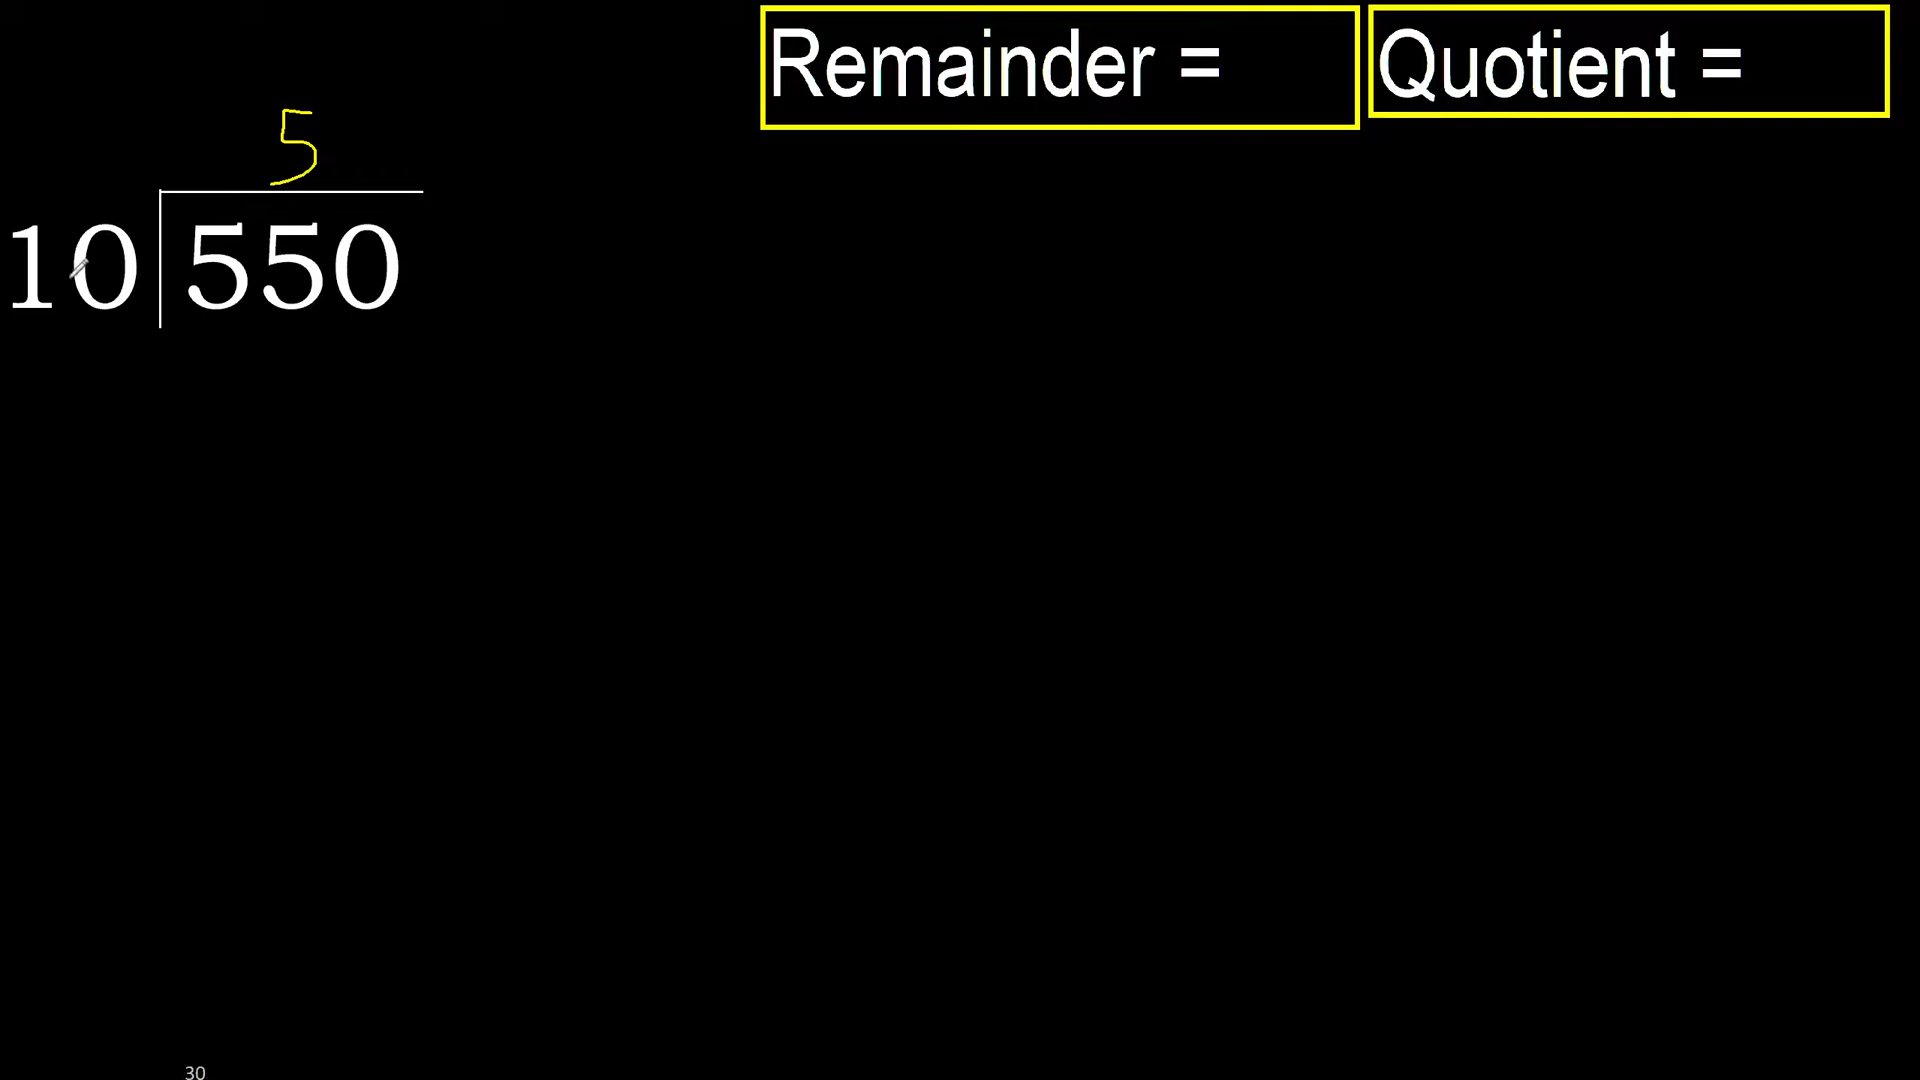 Remainder = Quotient =
5
10 550
30